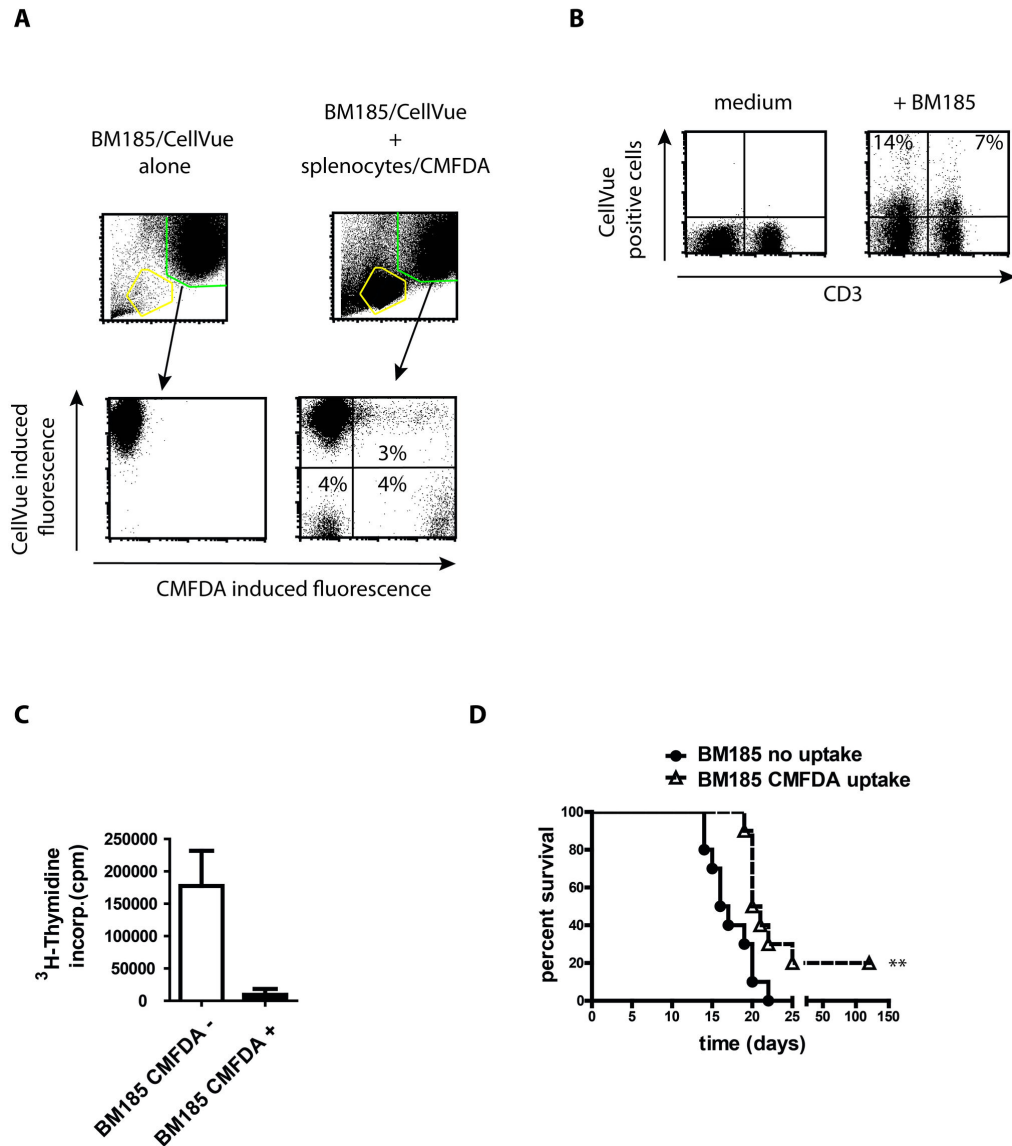 A
BM185/CellVue
alone
BM185/CellVue
+
splenocytes/CMFDA
CellVue induced
fluorescence
3%
4%
4%
CMFDA induced fluorescence
B
medium
+ BM185
CellVue
positive cells
14%
7%
CD3
C
3H-Thymidine
incorp.(cpm)
250000
200000
150000
100000
50000
0
BM185 CMFDA -
BM185 CMFDA +
D
BM185 no uptake
BM185 CMFDA uptake
percent survival
100
80
60
40
20
0
**
0 5 10 15 20 25 50 100 150
time (days)